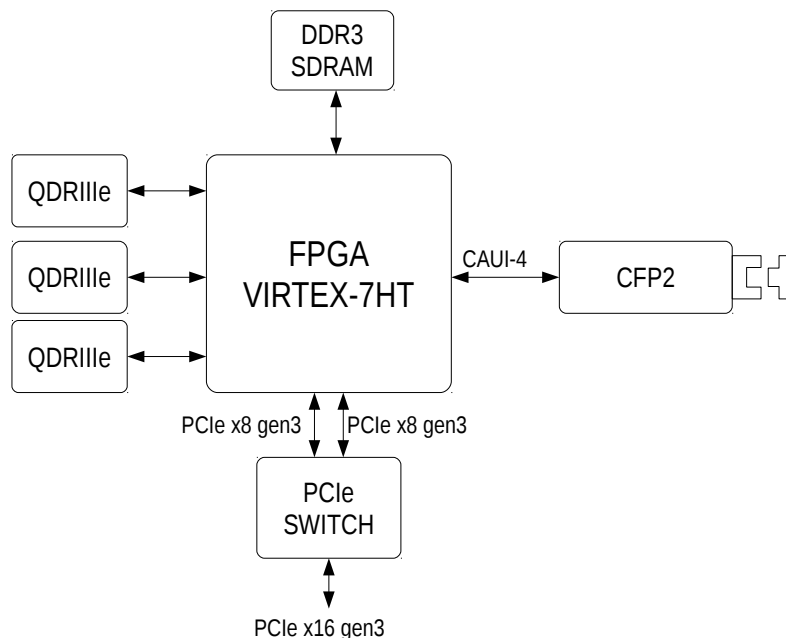 DDR3
SDRAM
QDRIIIe
FPGA
VIRTEX-7HT
QDRIIIe
CAUI-4
CFP2
QDRIIIe
PCIe x8 gen3
PCIe x8 gen3
PCIe
SWITCH
PCIe x16 gen3